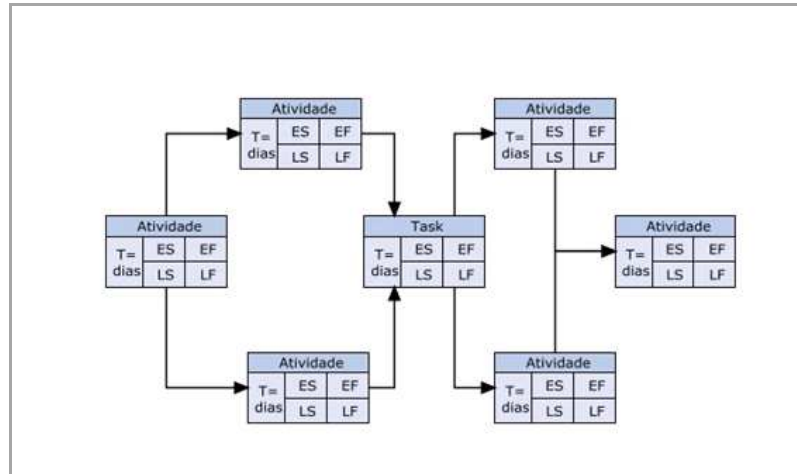 Atividade
T= dias
ES EF
LS LF
Atividade
T= dias
ES EF
LS LF
Atividade
T= dias
ES EF
LS LF
Task
T= dias
ES EF
LS LF
Atividade
T= dias
ES EF
LS LF
Atividade
T= dias
ES EF
LS LF
Atividade
T= dias
ES EF
LS LF